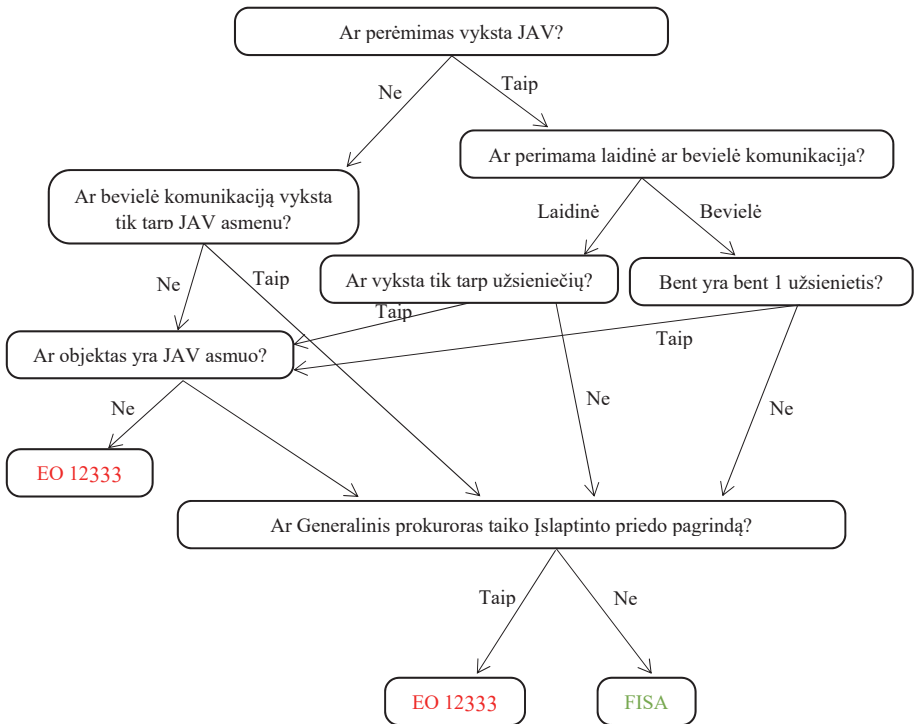 Ar perėmimas vyksta JAV?
Ne
Taip
Ar perimama laidinė ar bevielė komunikacija?
Ar bevielė komunikaciją vyksta
tik tarp JAV asmenu?
Laidinė
Bevielė
Ne
Taip
Ar vyksta tik tarp užsieniečių?
Bent yra bent 1 užsienietis?
Taip
Taip
Ar objektas yra JAV asmuo?
Ne
Ne
Ne
EO 12333
Ar Generalinis prokuroras taiko Įslaptinto priedo pagrindą?
Taip
Ne
EO 12333
FISA